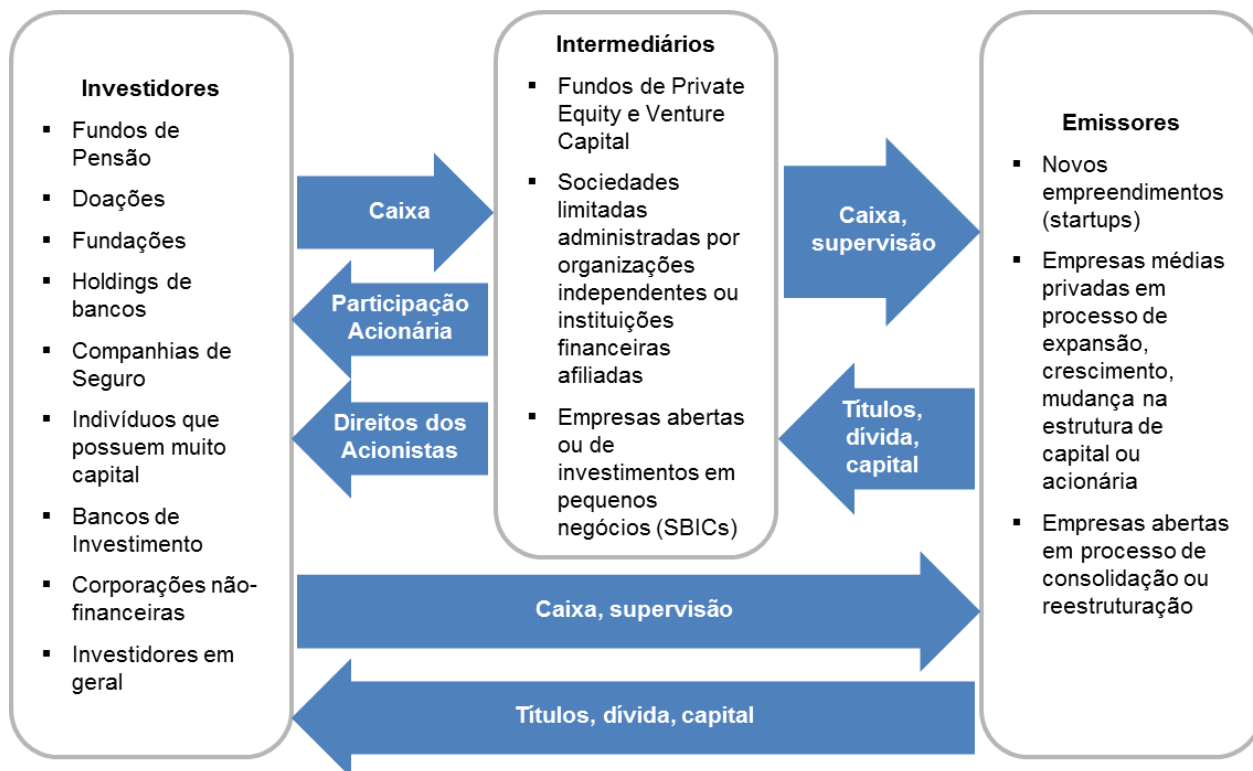 Investidores
▪ Fundos de
Pensão
▪ Doações
▪ Fundações
▪ Holdings de
bancos
▪ Companhias de
Seguro
▪ Indivíduos que
possuem muito
capital
▪ Bancos de
Investimento
▪ Corporações não-
financeiras
▪ Investidores em
geral
Caixa
Participação
Acionária
Direitos dos
Acionistas
Intermediários
▪ Fundos de Private
Equity e Venture
Capital
▪ Sociedades
limitadas
administradas por
organizações
independentes ou
instituições
financeiras
afiliadas
▪ Empresas abertas
ou de
investimentos em
pequenos
negócios (SBICs)
Caixa,
supervisão
Títulos,
dívida,
capital
Emissores
▪ Novos
empreendimentos
(startups)
▪ Empresas médias
privadas em
processo de
expansão,
crescimento,
mudança na
estrutura de
capital ou
acionária
▪ Empresas abertas
em processo de
consolidação ou
reestruturação
Caixa, supervisão
Títulos, dívida, capital